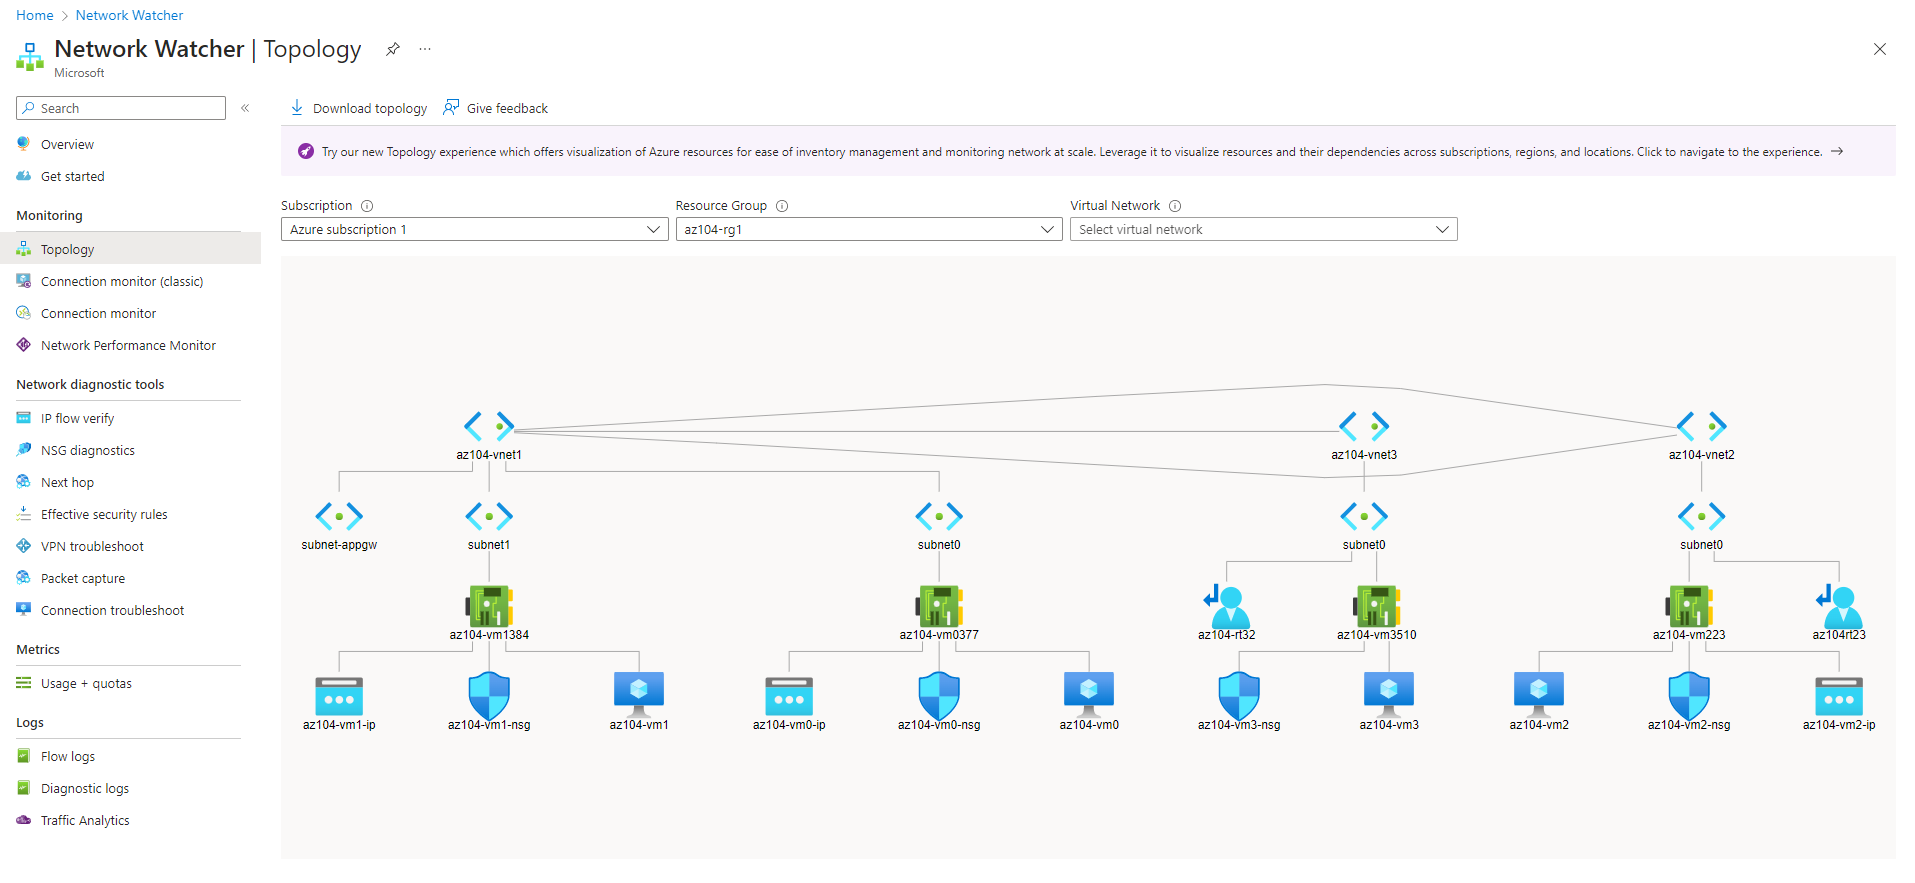 Home > Network Watcher
Network Watcher | Topology
Microsoft
Search
Overview
Get started
Monitoring
Topology
Connection monitor (classic)
Connection monitor
Network Performance Monitor
Network diagnostic tools
IP flow verify
NSG diagnostics
Next hop
Effective security rules
VPN troubleshoot
Packet capture
Connection troubleshoot
Metrics
Usage + quotas
Logs
Flow logs
Diagnostic logs
Traffic Analytics
Download topology Give feedback
Try our new Topology experience which offers visualization of Azure resources for ease of inventory management and monitoring network at scale. Leverage it to visualize resources and their dependencies across subscriptions, regions, and locations. Click to navigate to the experience. →
Subscription Resource Group Virtual Network
Azure subscription 1 az104-rg1 Select virtual network
az104-vnet1 az104-vnet3 az104-vnet2
subnet-appgw subnet1 subnet0 subnet0 subnet0
az104-vm1384 az104-vm0377 az104-rt32 az104-vm3510 az104-vm223 az104rt23
az104-vm1-ip az104-vm1-nsg az104-vm1 az104-vm0-ip az104-vm0-nsg az104-vm0 az104-vm3-nsg az104-vm3 az104-vm2 az104-vm2-nsg az104-vm2-ip